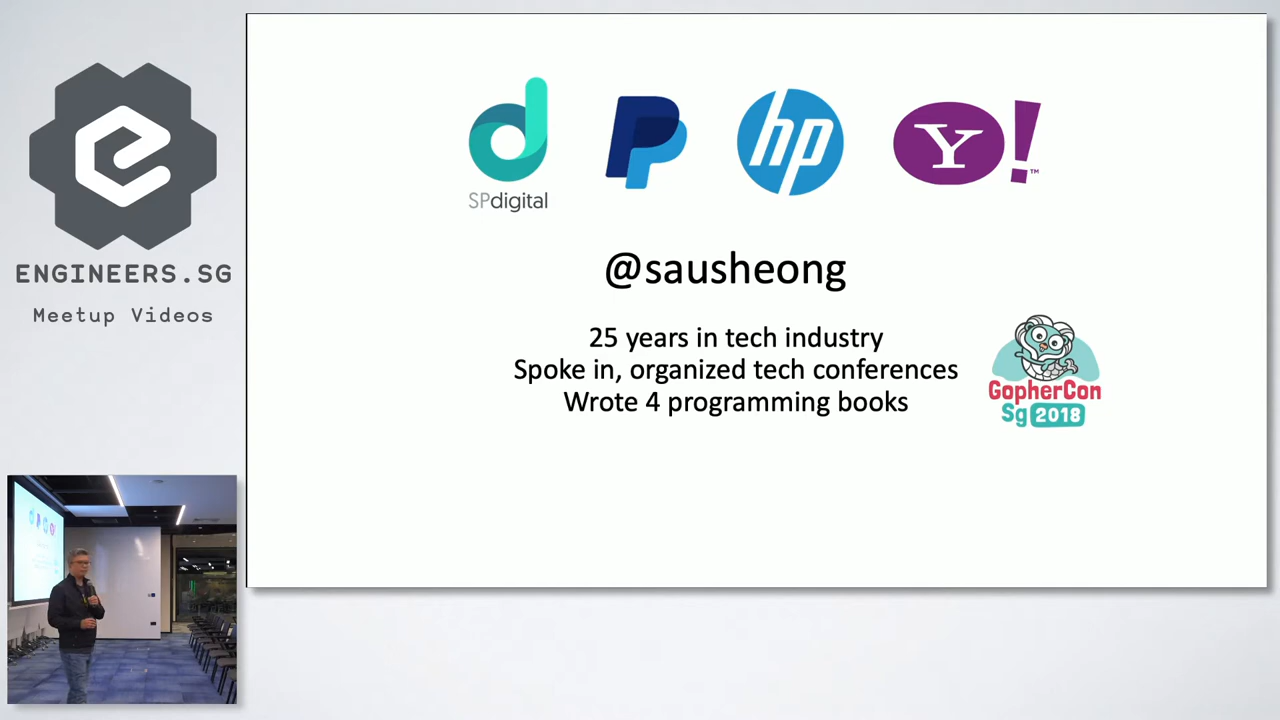 SPdigital
hp
Y!™
@sausheong
25 years in tech industry
Spoke in, organized tech conferences
Wrote 4 programming books
GopherCon
Sg 2018
ENGINEERS.SG
Meetup Videos